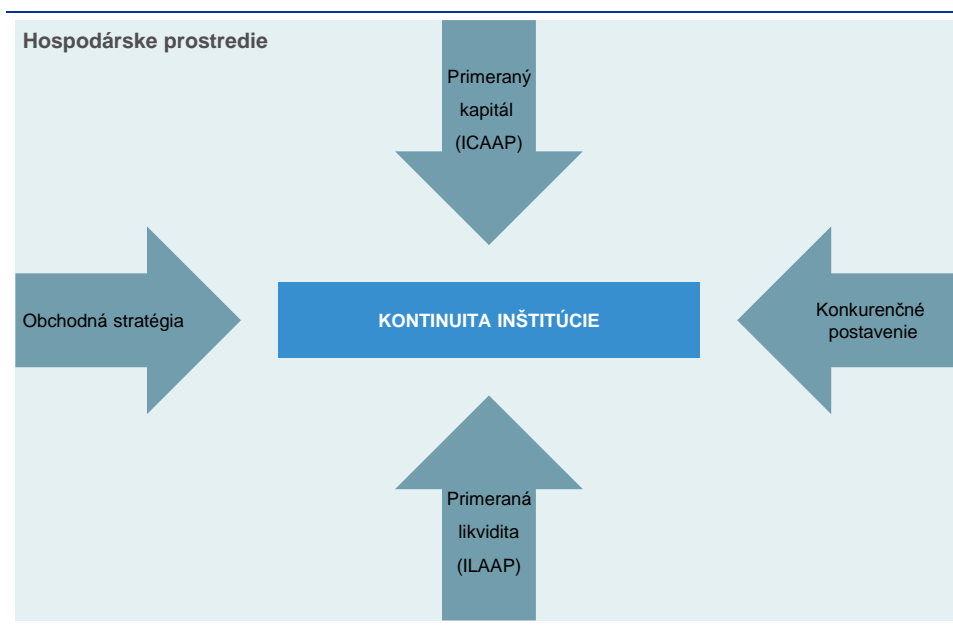 Hospodárske prostredie
Primeraný
kapitál
(ICAAP)
Obchodná stratégia
KONTINUITA INŠTITÚCIE
Konkurenčné
postavenie
Primeraná
likvidita
(ILAAP)